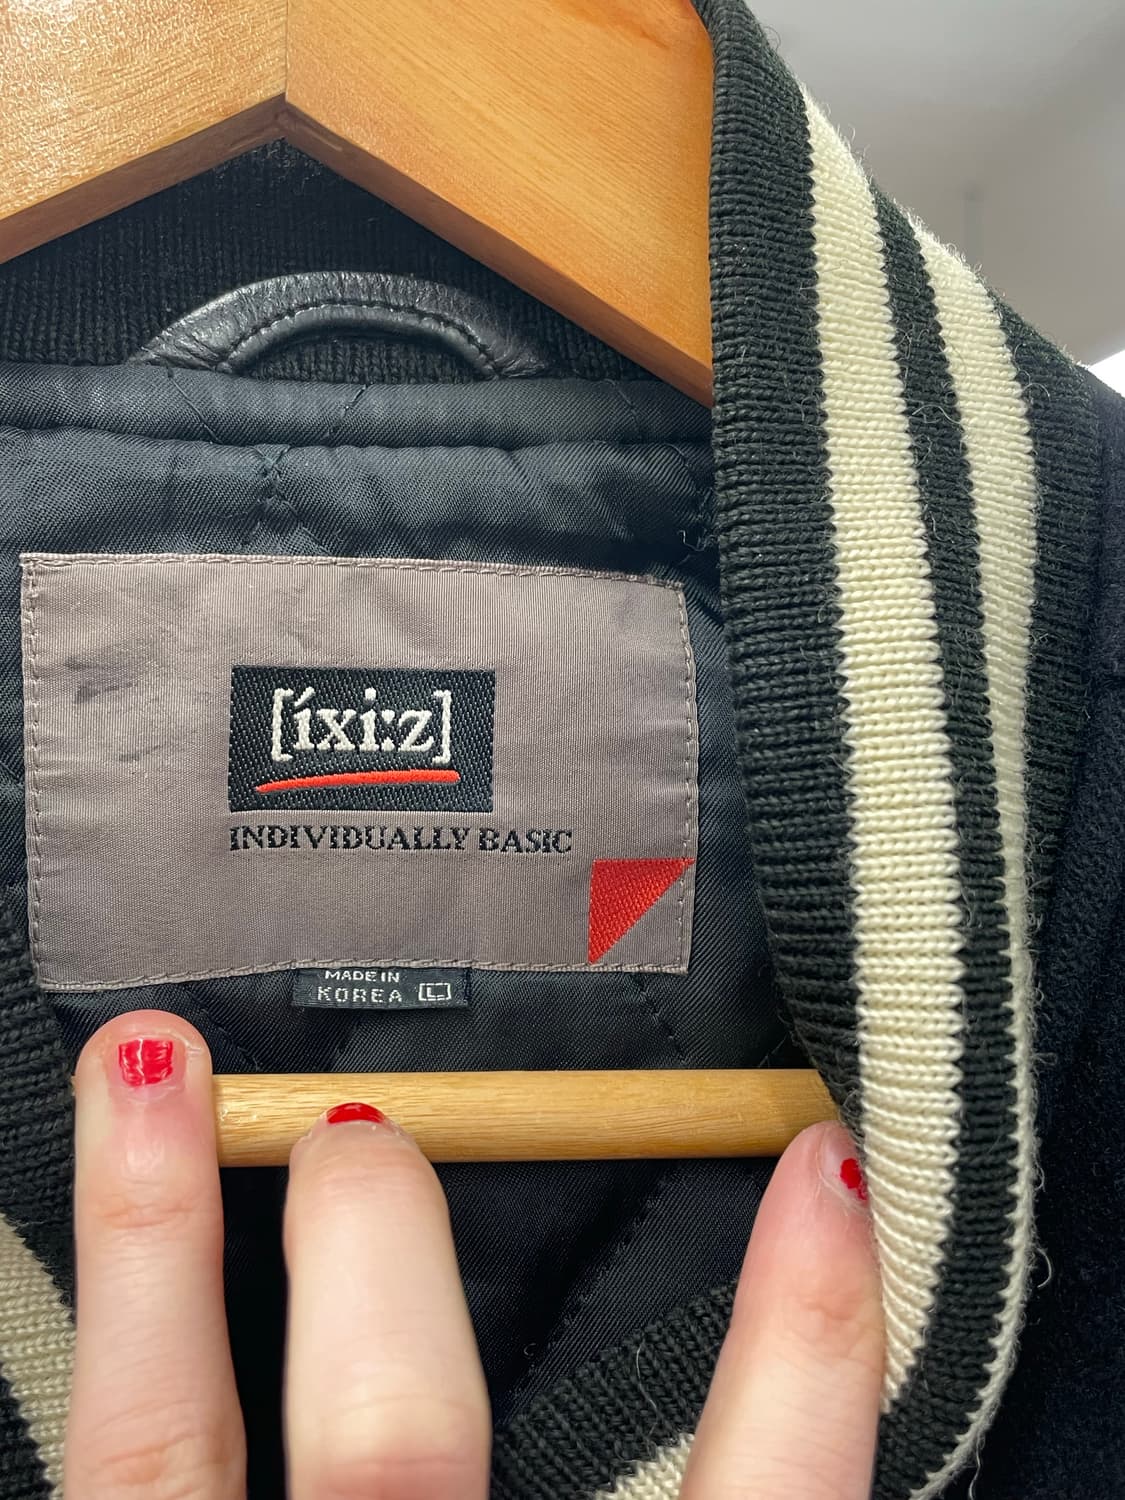 [íxi:z]
INDIVIDUALLY BASIC
MADE IN
KOREA [L]